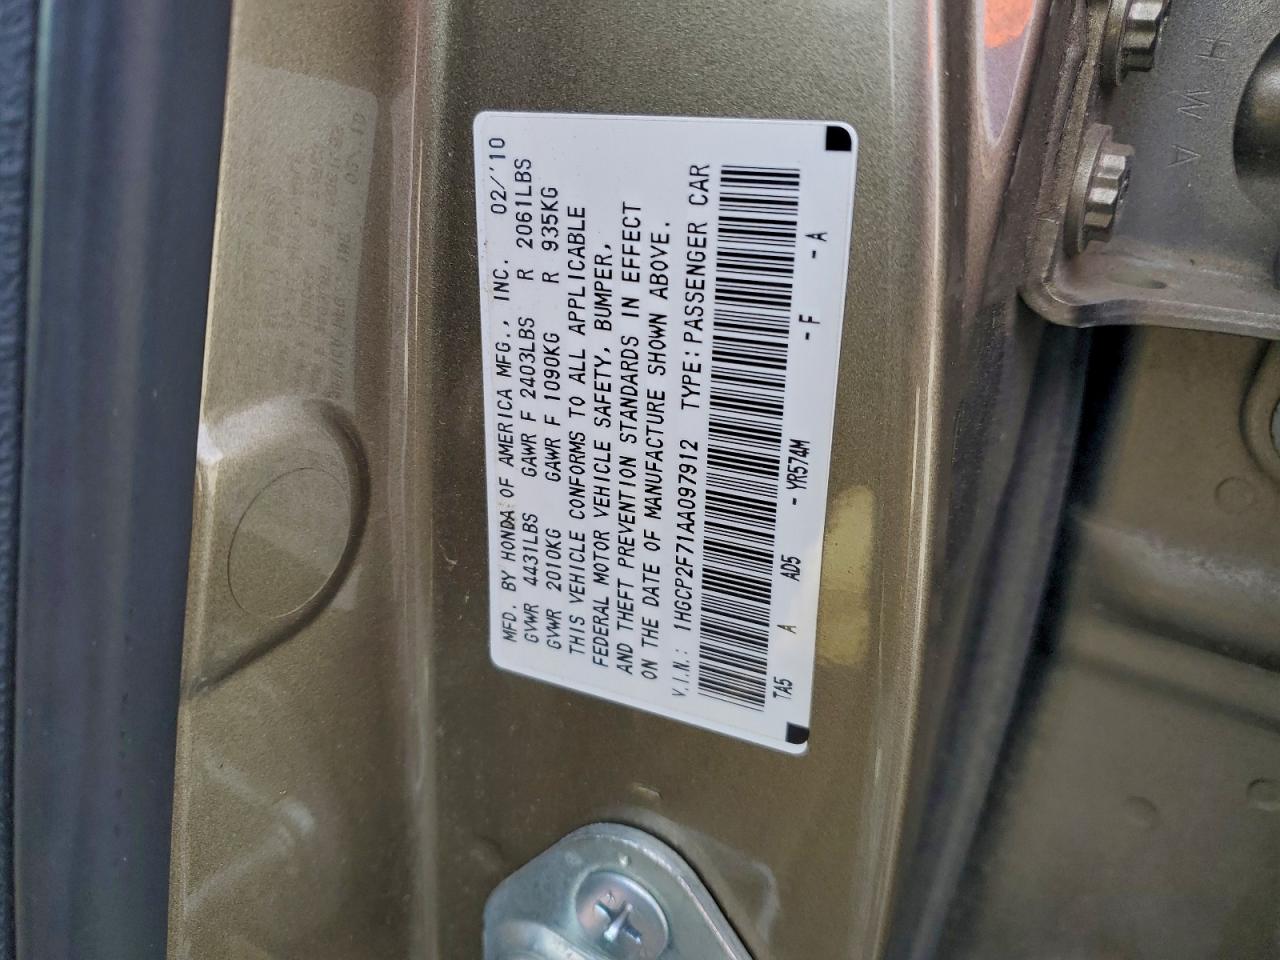 MFD. BY HONDA OF AMERICA MFG., INC. 02/'10
GVWR 4431LBS GAWR F 2403LBS R 2061LBS
GVWR 2010KG GAWR F 1090KG R 935KG
THIS VEHICLE CONFORMS TO ALL APPLICABLE
FEDERAL MOTOR VEHICLE SAFETY, BUMPER,
AND THEFT PREVENTION STANDARDS IN EFFECT
ON THE DATE OF MANUFACTURE SHOWN ABOVE.
V.I.N.: 1HGCP2F71AA097912 TYPE:PASSENGER CAR
TA5 A AD5 - YR574M - F - A
H W A